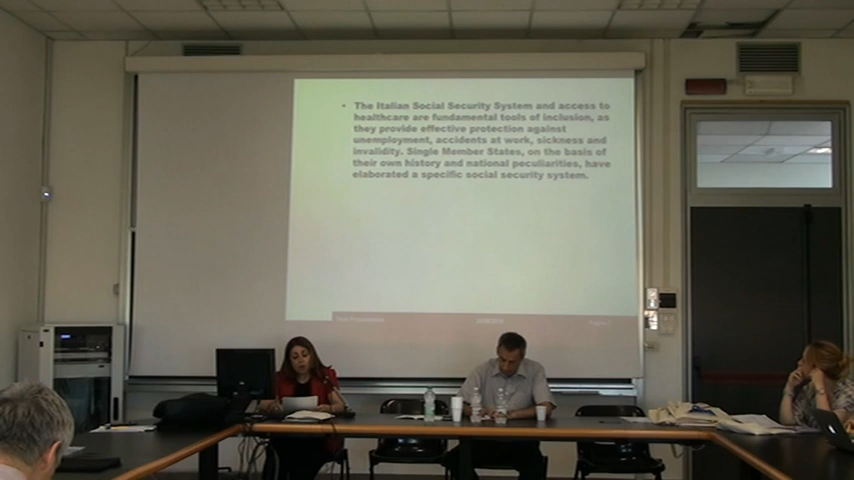 • The Italian Social Security System and access to
healthcare are fundamental tools of inclusion, as
they provide effective protection against
unemployment, accidents at work, sickness and
invalidity. Single Member States, on the basis of
their own history and national peculiarities, have
elaborated a specific social security system.